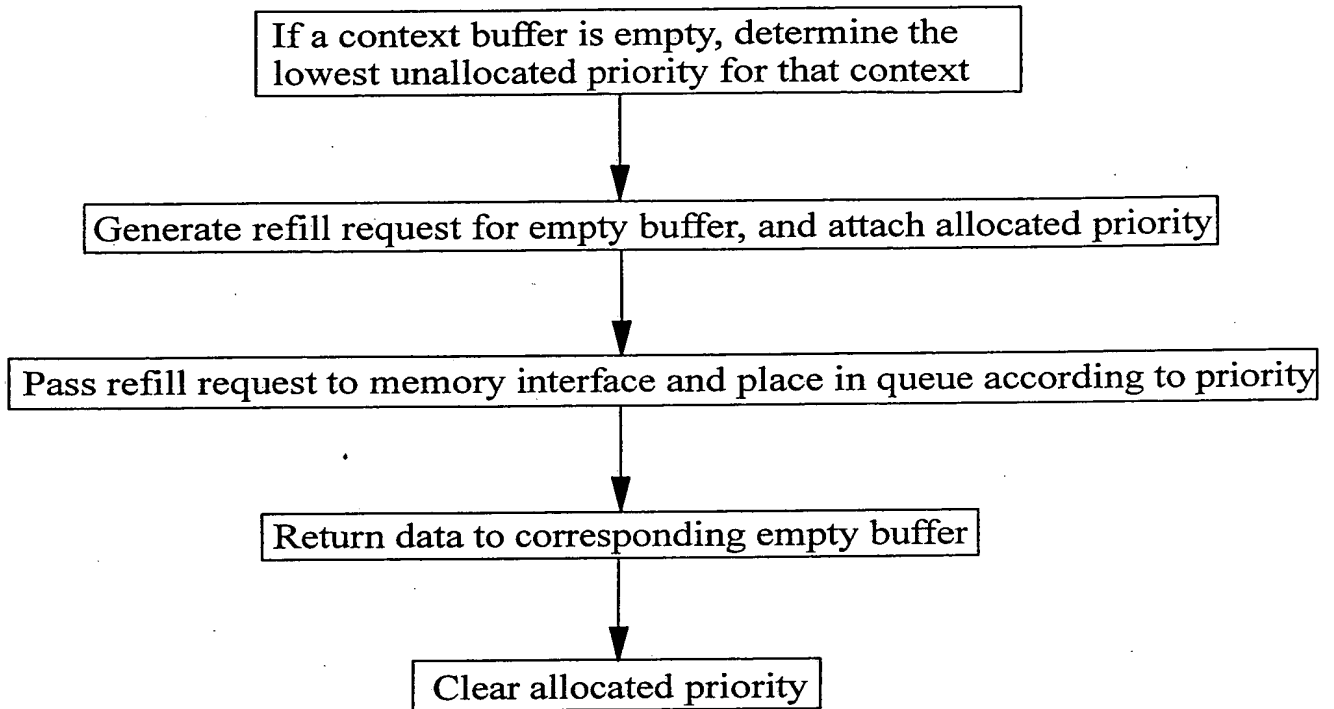 If a context buffer is empty, determine the
lowest unallocated priority for that context
Generate refill request for empty buffer, and attach allocated priority
Pass refill request to memory interface and place in queue according to priority
Return data to corresponding empty buffer
Clear allocated priority